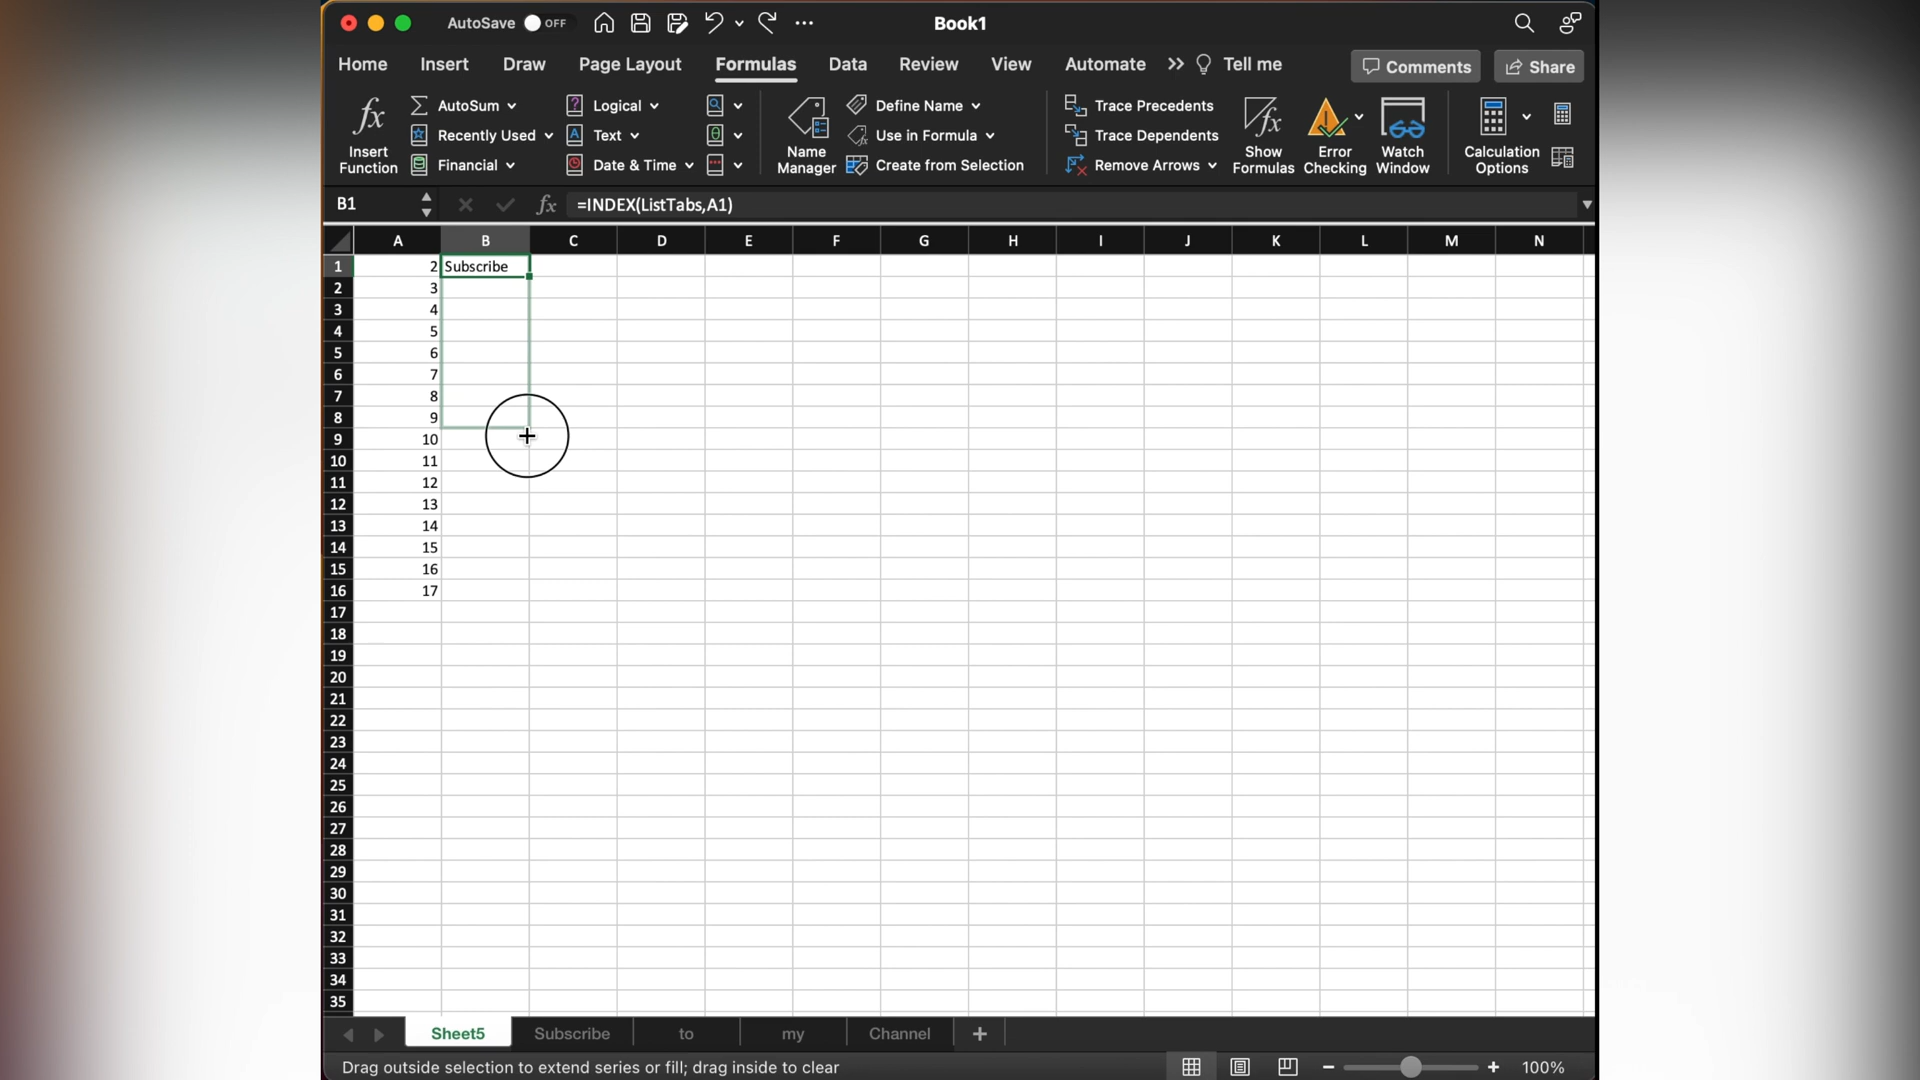 AutoSave OFF Book1
Home Insert Draw Page Layout Formulas Data Review View Automate Tell me Comments Share
AutoSum Logical Define Name Trace Precedents
Recently Used Text Use in Formula Trace Dependents
Financial Date & Time Create from Selection Remove Arrows
Insert Function
Name Manager
Show Formulas
Error Checking
Watch Window
Calculation Options
B1 fx =INDEX(ListTabs,A1)
A B C D E F G H I J K L M N
1 2 Subscribe
2 3
3 4
4 5
5 6
6 7
7 8
8 9
9 10
10 11
11 12
12 13
13 14
14 15
15 16
16 17
17
18
19
20
21
22
23
24
25
26
27
28
29
30
31
32
33
34
35
Sheet5 Subscribe to my Channel +
Drag outside selection to extend series or fill; drag inside to clear 100%